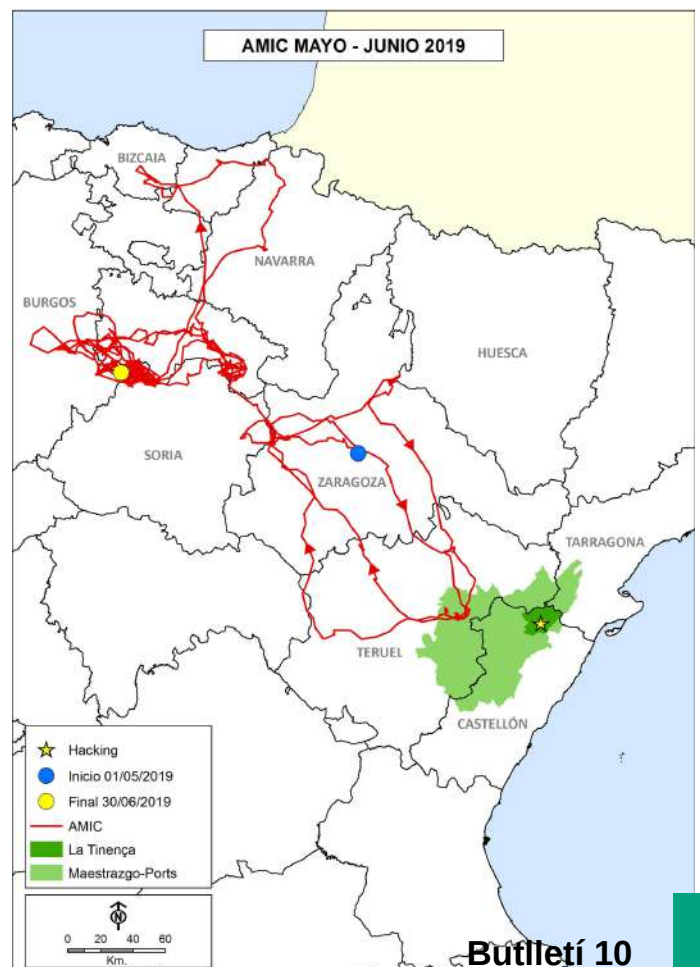 AMIC MAYO - JUNIO 2019
BIZCAIA
NAVARRA
BURGOS
HUESCA
SORIA
ZARAGOZA
TARRAGONA
TERUEL
CASTELLÓN
Hacking
Inicio 01/05/2019
Final 30/06/2019
AMIC
La Tinença
Maestrazgo-Ports
N
0 20 40 60
Km.
Butlletí 10